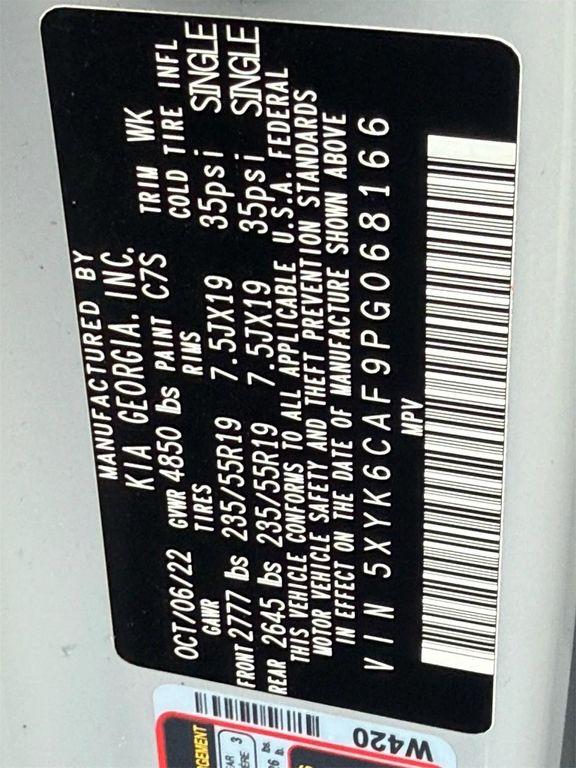 MANUFACTURED BY
KIA GEORGIA, INC.
OCT/06/22 GVWR 4850 lbs PAINT C7S TRIM WK
GAWR TIRES RIMS COLD TIRE INFL
FRONT 2777 lbs 235/55R19 7.5JX19 35psi SINGLE
REAR 2645 lbs 235/55R19 7.5JX19 35psi SINGLE
THIS VEHICLE CONFORMS TO ALL APPLICABLE U.S.A. FEDERAL
MOTOR VEHICLE SAFETY AND THEFT PREVENTION STANDARDS
IN EFFECT ON THE DATE OF MANUFACTURE SHOWN ABOVE
VIN 5XYK6CAF9PG068166
MPV
W420
3